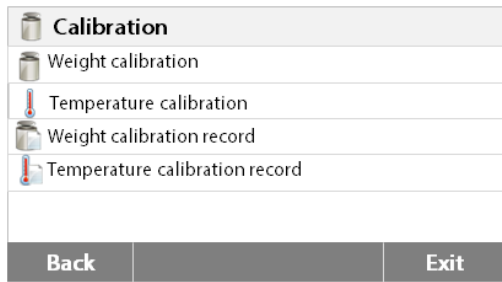 Calibration
Weight calibration
Temperature calibration
Weight calibration record
Temperature calibration record
Back Exit